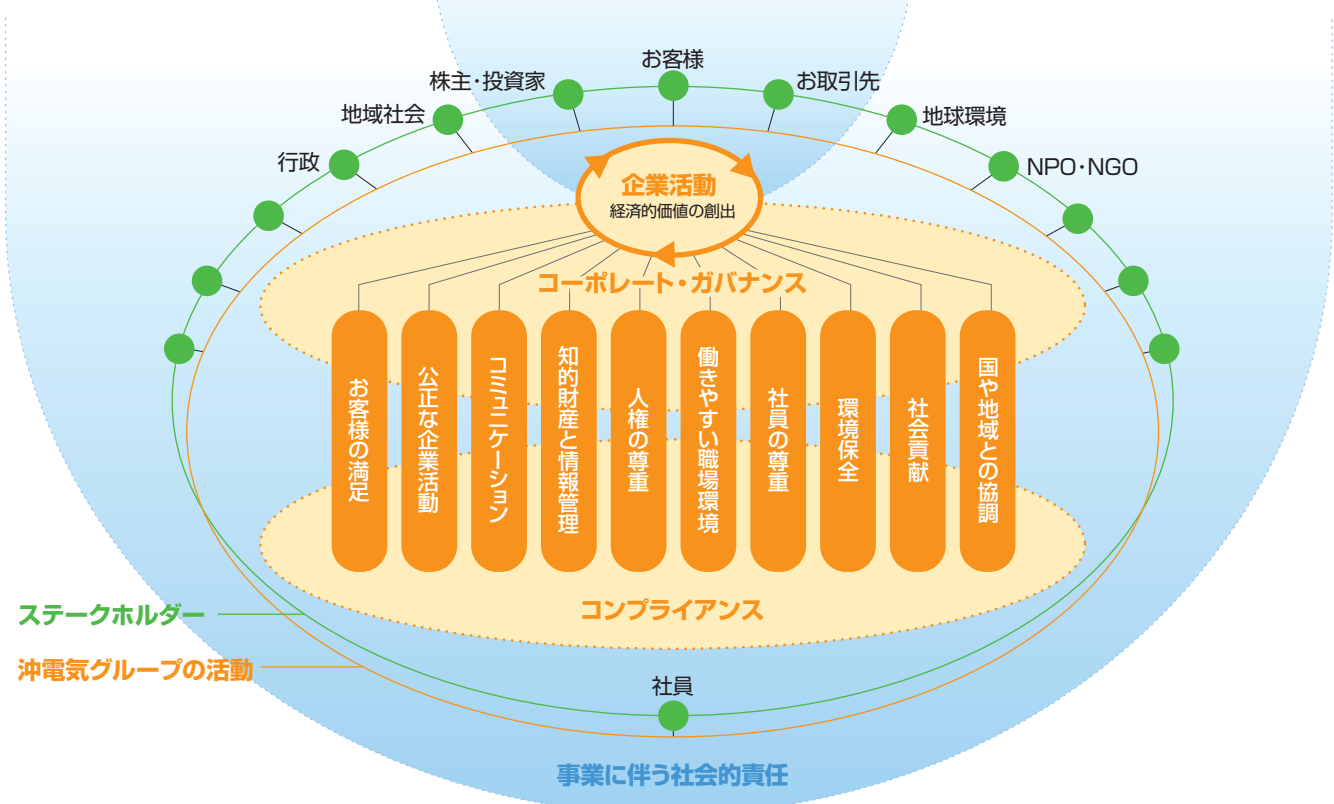 お客様
株主・投資家
お取引先
地域社会
地球環境
行政
NPO・NGO
企業活動
経済的価値の創出
コーポレート・ガバナンス
お客様の満足
公正な企業活動
コミュニケーション
知的財産と情報管理
人権の尊重
働きやすい職場環境
社員の尊重
環境保全
社会貢献
国や地域との協調
コンプライアンス
ステークホルダー
沖電気グループの活動
社員
事業に伴う社会的責任